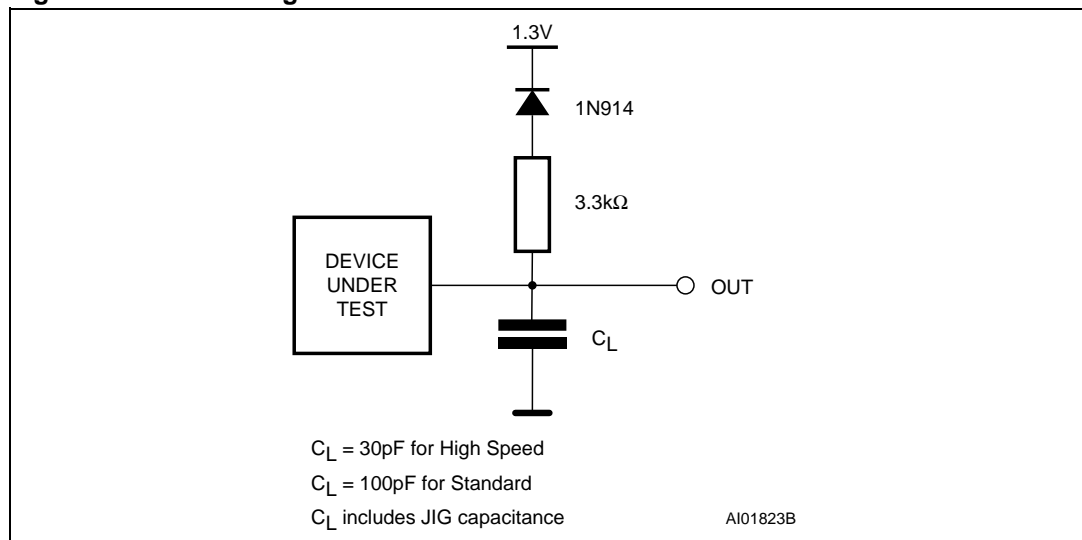 1.3V
1N914
3.3kΩ
DEVICE
UNDER
TEST
OUT
CL
CL = 30pF for High Speed
CL = 100pF for Standard
CL includes JIG capacitance
AI01823B